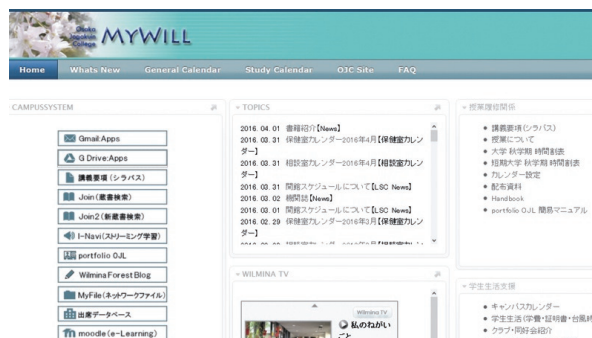 Osaka
Jogakuin
College
MYWILL
Home Whats New General Calendar Study Calendar OJC Site FAQ
CAMPUSSYSTEM
Gmail:Apps
G Drive:Apps
講義要項 (シラバス)
Join (蔵書検索)
Join2 (新蔵書検索)
I-Navi(ストリーミング学習)
portfolio OJL
Wilmina Forest Blog
MyFile(ネットワークファイル)
出席データベース
moodle (e-Learning)
TOPICS
2016. 04. 01 書籍紹介【News】
2016. 03. 31 保健室カレンダー2016年4月【保健室カレン
ダー】
2016. 03. 31 相談室カレンダー2016年4月【相談室カレン
ダー】
2016. 03. 31 開館スケジュールについて【LSC News】
2016. 03. 02 機関誌【News】
2016. 03. 01 開館スケジュールについて【LSC News】
2016. 02. 29 保健室カレンダー2016年3月【保健室カレン
ダー】
WILMINA TV
Wilmina TV
私のねがい
こと
授業履修関係
講義要項(シラバス)
授業について
大学 秋学期 時間割表
短期大学 秋学期 時間割表
カレンダー設定
配布資料
Handbook
portfolio OJL 簡易マニュアル
学生生活支援
キャンパスカレンダー
学生生活(学費・証明書・台風時
クラブ・同好会紹介